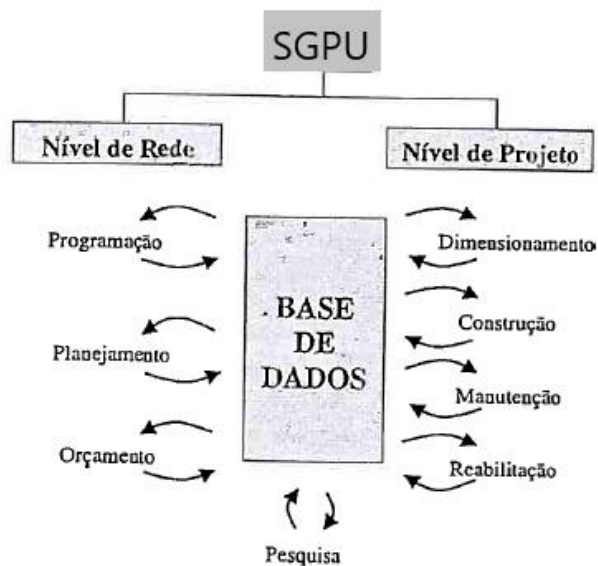 SGPU
Nível de Rede
Nível de Projeto
Programação
Planejamento
Orçamento
BASE
DE
DADOS
Dimensionamento
Construção
Manutenção
Reabilitação
Pesquisa